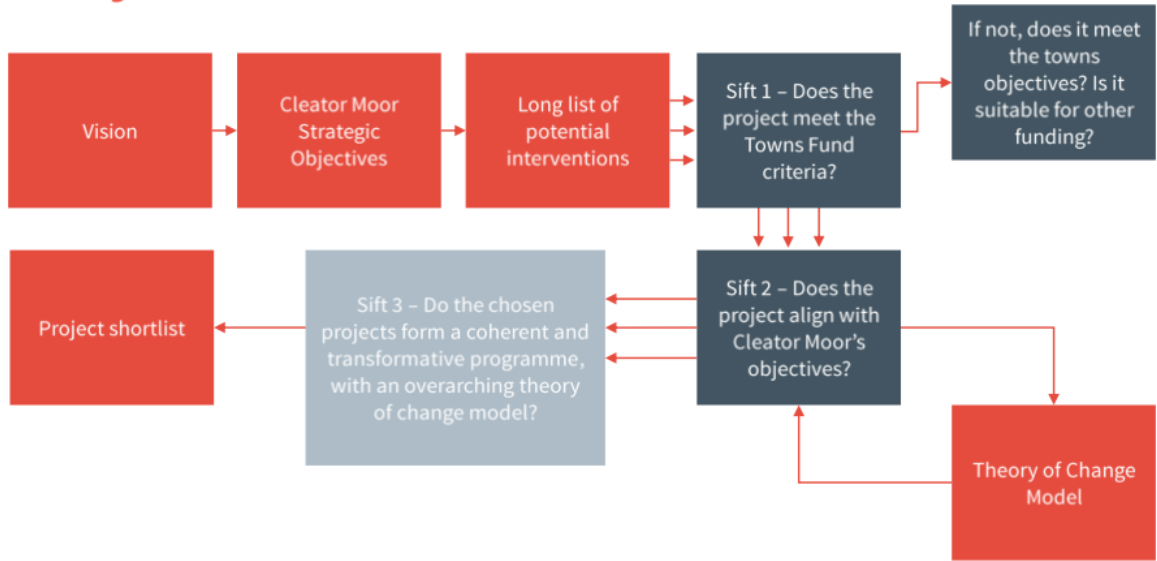 Vision
Cleator Moor
Strategic
Objectives
Long list of
potential
interventions
Sift 1 – Does the
project meet the
Towns Fund
criteria?
If not, does it meet
the towns
objectives? Is it
suitable for other
funding?
Sift 2 – Does the
project align with
Cleator Moor’s
objectives?
Theory of Change
Model
Sift 3 – Do the chosen
projects form a coherent and
transformative programme,
with an overarching theory
of change model?
Project shortlist